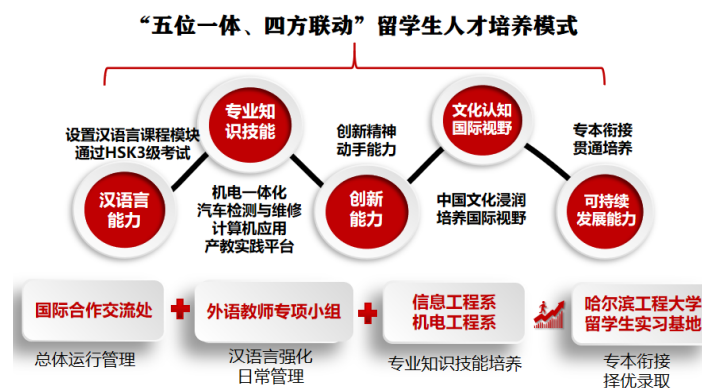 “五位一体、四方联动”留学生人才培养模式
设置汉语言课程模块
通过HSK3级考试
汉语言
能力
专业知
识技能
机电一体化
汽车检测与维修
计算机应用
产教实践平台
创新精神
动手能力
创新
能力
文化认知
国际视野
中国文化浸润
培养国际视野
专本衔接
贯通培养
可持续
发展能力
国际合作交流处
总体运行管理
外语教师专项小组
汉语言强化
日常管理
信息工程系
机电工程系
专业知识技能培养
哈尔滨工程大学
留学生实习基地
专本衔接
择优录取